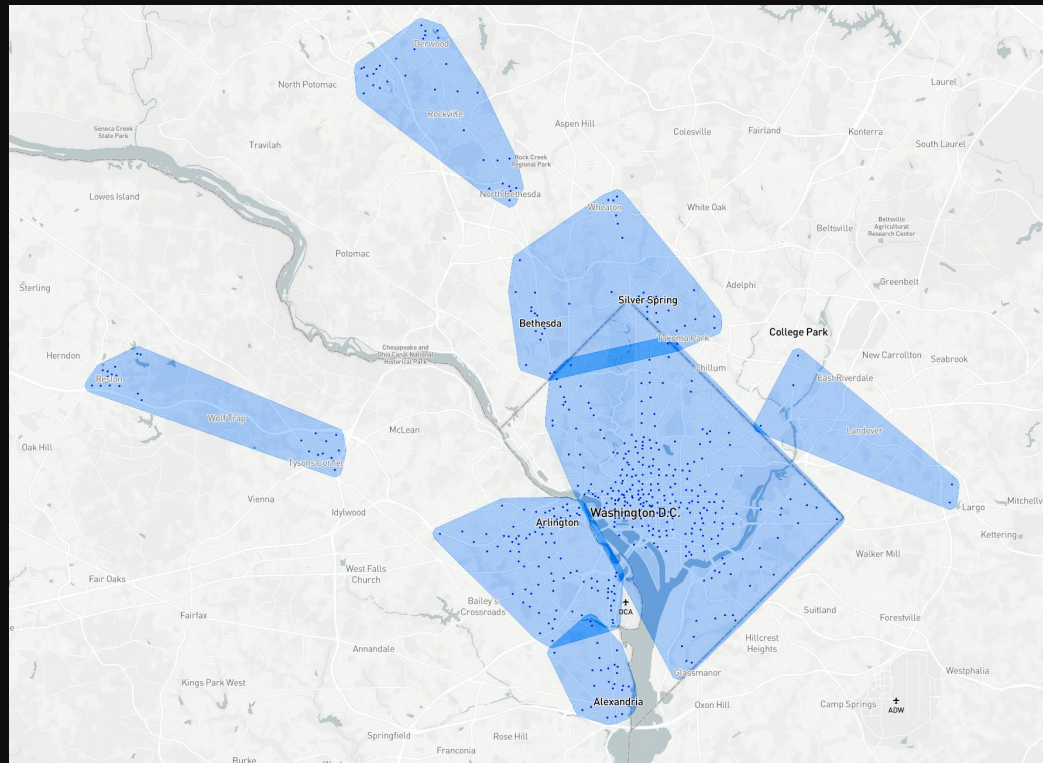 Derwood
North Potomac
Laurel
Rockville
Aspen Hill
Colesville
Fairland
Konterra
Seneca Creek
State Park
Travilah
South Laurel
Rock Creek
Regional Park
Lowes Island
North Bethesda
Wheaton
White Oak
Beltsville
Beltsville
Agricultural
Research Center
Potomac
Sterling
Adelphi
Greenbelt
Silver Spring
Bethesda
College Park
Takoma Park
Chesapeake and
Ohio Canal National
Historical Park
Herndon
New Carrollton
Seabrook
Chillum
Reston
East Riverdale
Wolf Trap
McLean
Landover
Oak Hill
Tysons Corner
Vienna
Idylwood
Washington D.C.
Largo
Mitchellv
Arlington
Kettering
Walker Mill
West Falls
Church
Fair Oaks
Bailey's
Crossroads
DCA
Suitland
Fairfax
Forestville
Hillcrest
Heights
Annandale
Glassmanor
Westphalia
Kings Park West
Alexandria
Oxon Hill
Camp Springs
ADW
Springfield
Rose Hill
Franconia
Burke